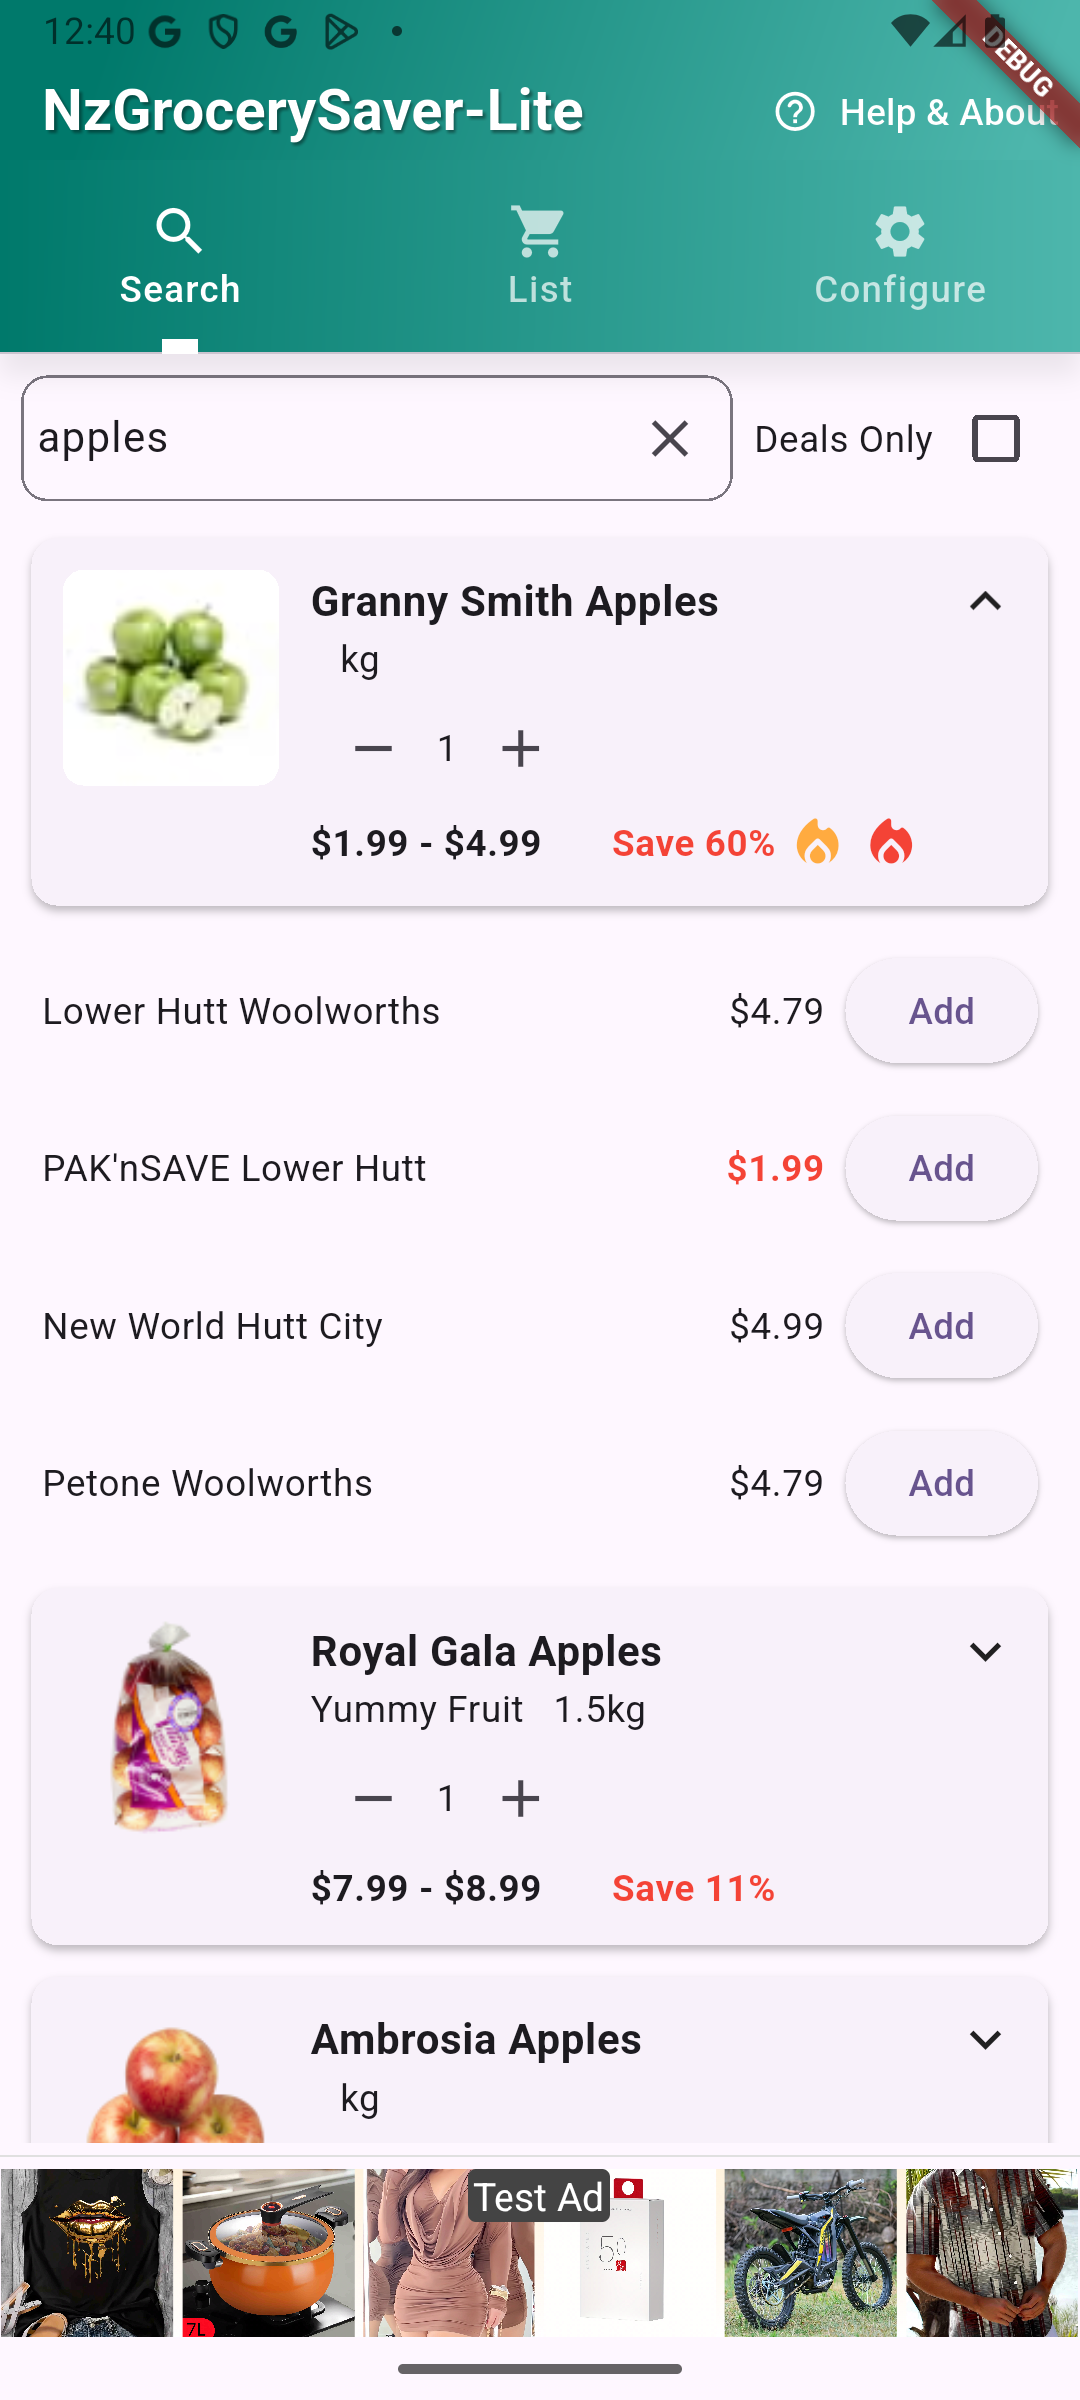 12:40
DEBUG
NzGrocerySaver-Lite
Help & About
Search
List
Configure
apples
Deals Only
Granny Smith Apples
kg
1
$1.99 - $4.99 Save 60%
Lower Hutt Woolworths $4.79 Add
PAK'nSAVE Lower Hutt $1.99 Add
New World Hutt City $4.99 Add
Petone Woolworths $4.79 Add
Royal Gala Apples
Yummy Fruit 1.5kg
1
$7.99 - $8.99 Save 11%
Ambrosia Apples
kg
Test Ad
7L